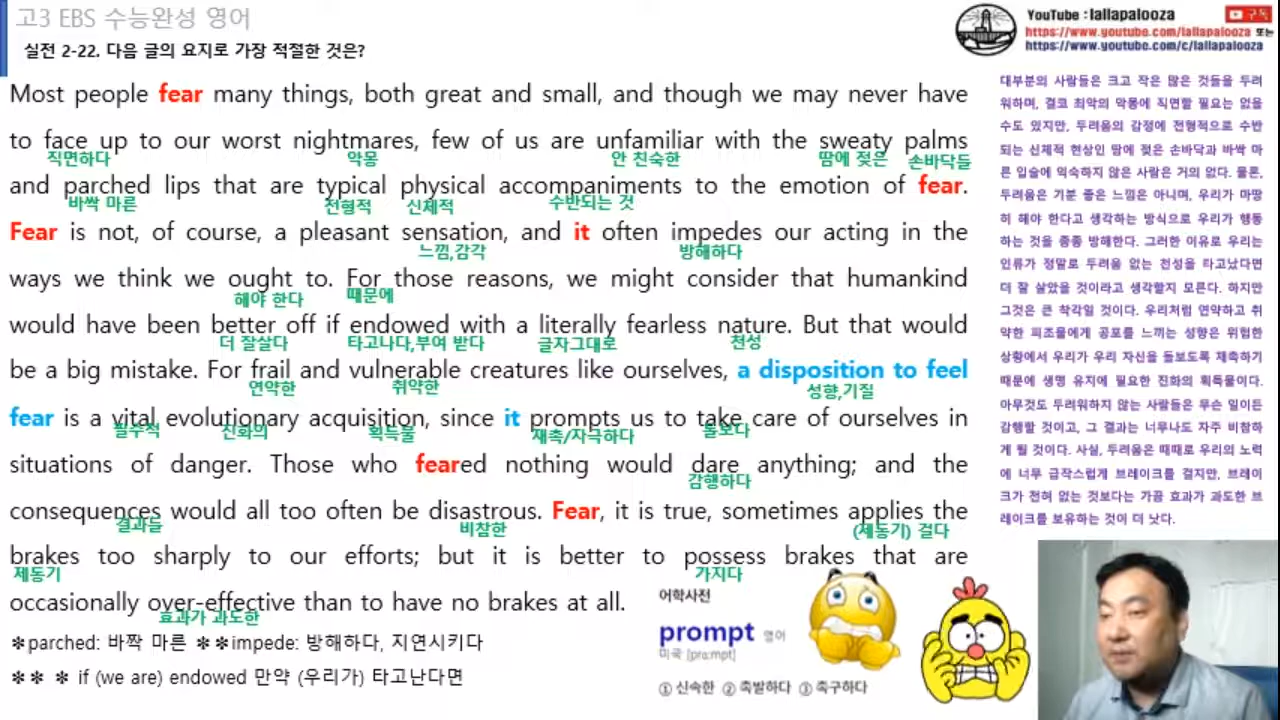 고3 EBS 수능완성 영어
실전 2-22. 다음 글의 요지로 가장 적절한 것은?
YouTube : lallapalooza
구독
https://www.youtube.com/lallapalooza 또는
https://www.youtube.com/c/lallapalooza
Most people fear many things, both great and small, and though we may never have
to face up to our worst nightmares, few of us are unfamiliar with the sweaty palms
직면하다 악몽 안 친숙한 땀에 젖은 손바닥들
and parched lips that are typical physical accompaniments to the emotion of fear.
바싹 마른 전형적 신체적 수반되는 것
Fear is not, of course, a pleasant sensation, and it often impedes our acting in the
느낌,감각 방해하다
ways we think we ought to. For those reasons, we might consider that humankind
해야 한다 때문에
would have been better off if endowed with a literally fearless nature. But that would
더 잘살다 타고나다,부여 받다 글자그대로 천성
be a big mistake. For frail and vulnerable creatures like ourselves, a disposition to feel
연약한 취약한 성향,기질
fear is a vital evolutionary acquisition, since it prompts us to take care of ourselves in
필수적 진화의 획득물 재촉/자극하다 돌보다
situations of danger. Those who feared nothing would dare anything; and the
감행하다
consequences would all too often be disastrous. Fear, it is true, sometimes applies the
결과들 비참한 (제동기) 걸다
brakes too sharply to our efforts; but it is better to possess brakes that are
제동기 가지다
occasionally over-effective than to have no brakes at all.
효과가 과도한
✻parched: 바짝 마른 ✻✻impede: 방해하다, 지연시키다
✻✻ ✻ if (we are) endowed 만약 (우리가) 타고난다면
어학사전
prompt 영어
미국 [prɑːmpt]
① 신속한 ② 촉발하다 ③ 촉구하다
대부분의 사람들은 크고 작은 많은 것들을 두려
워하며, 결코 최악의 악몽에 직면할 필요는 없을
수도 있지만, 두려움의 감정에 전형적으로 수반
되는 신체적 현상인 땀에 젖은 손바닥과 바싹 마
른 입술에 익숙하지 않은 사람은 거의 없다. 물론,
두려움은 기분 좋은 느낌은 아니며, 우리가 마땅
히 해야 한다고 생각하는 방식으로 우리가 행동
하는 것을 종종 방해한다. 그러한 이유로 우리는
인류가 정말로 두려움 없는 천성을 타고났다면
더 잘 살았을 것이라고 생각할지 모른다. 하지만
그것은 큰 착각일 것이다. 우리처럼 연약하고 취
약한 피조물에게 공포를 느끼는 성향은 위험한
상황에서 우리가 우리 자신을 돌보도록 재촉하기
때문에 생명 유지에 필요한 진화의 획득물이다.
아무것도 두려워하지 않는 사람들은 무슨 일이든
감행할 것이고, 그 결과는 너무나도 자주 비참하
게 될 것이다. 사실, 두려움은 때때로 우리의 노력
에 너무 급작스럽게 브레이크를 걸지만, 브레이
크가 전혀 없는 것보다는 가끔 효과가 과도한 브
레이크를 보유하는 것이 더 낫다.